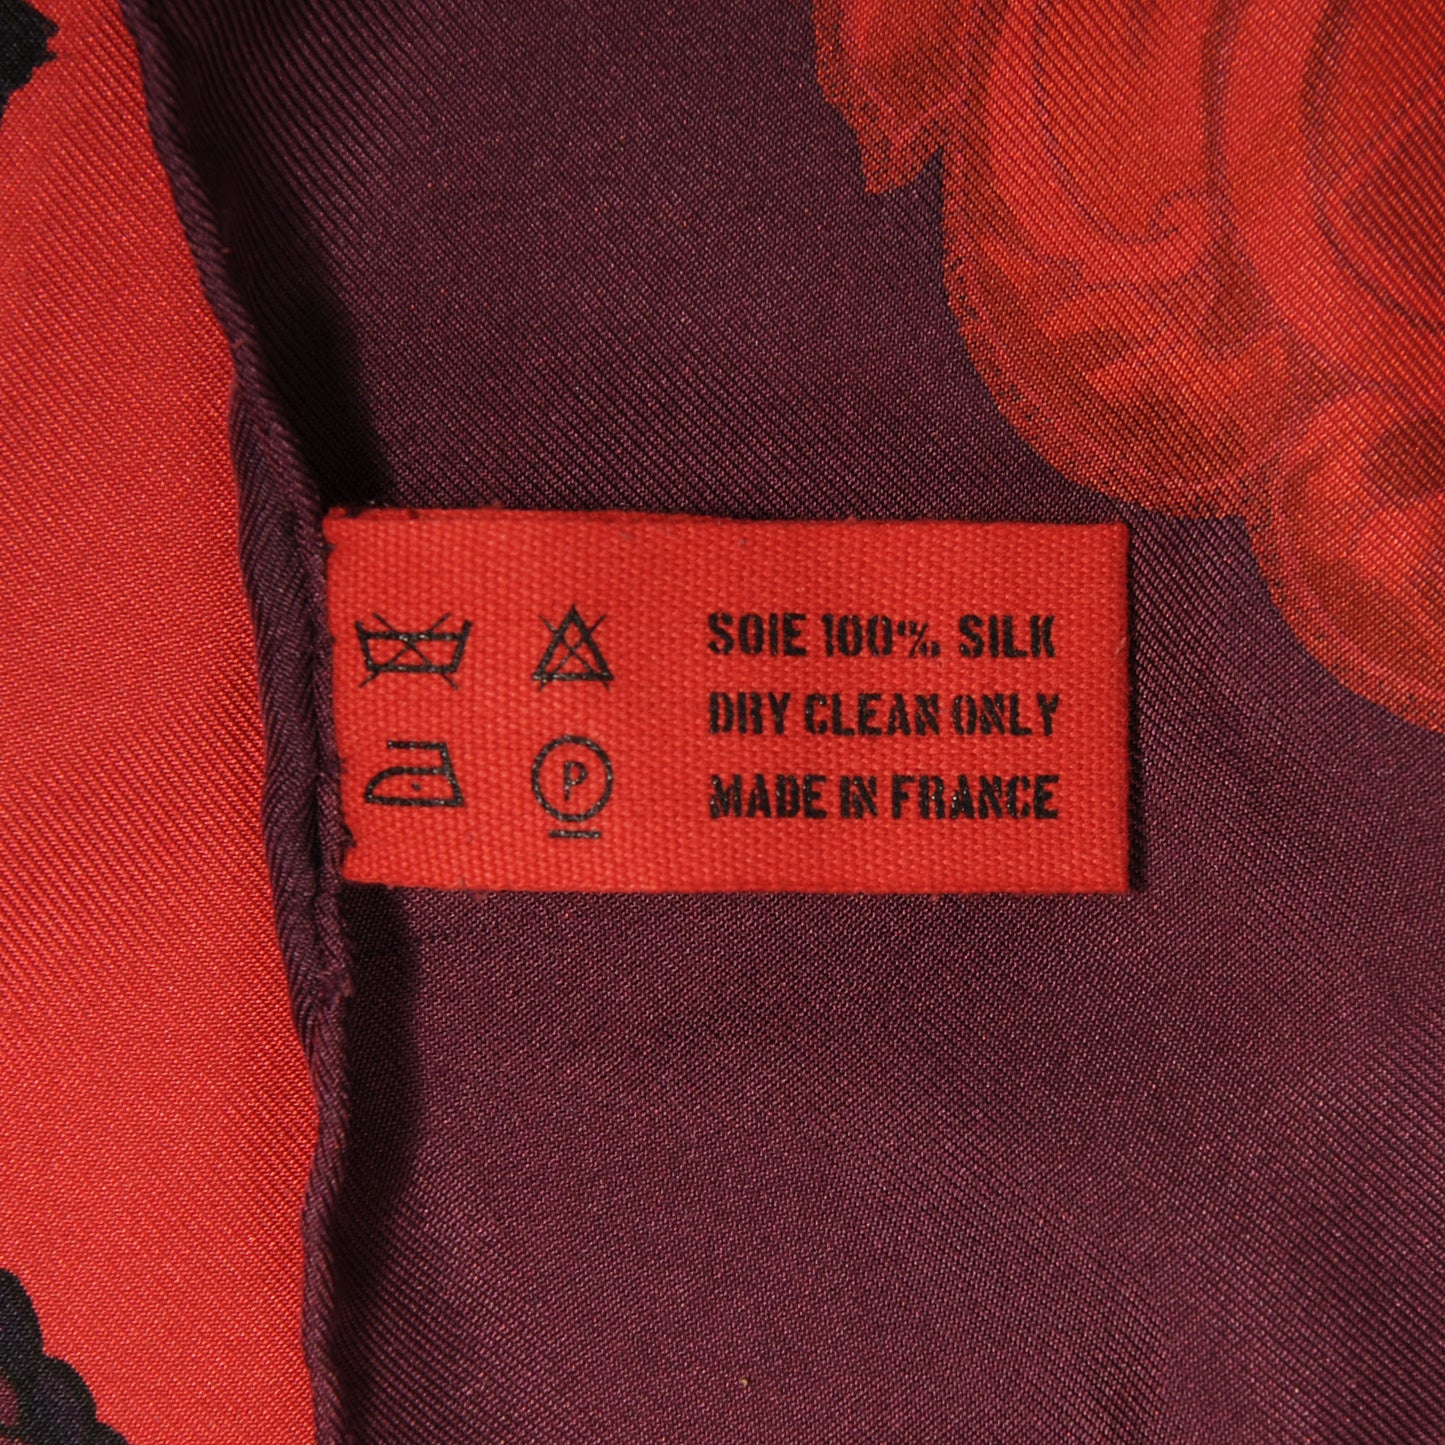 SOIE 100% SILK
DRY CLEAN ONLY
MADE IN FRANCE
P